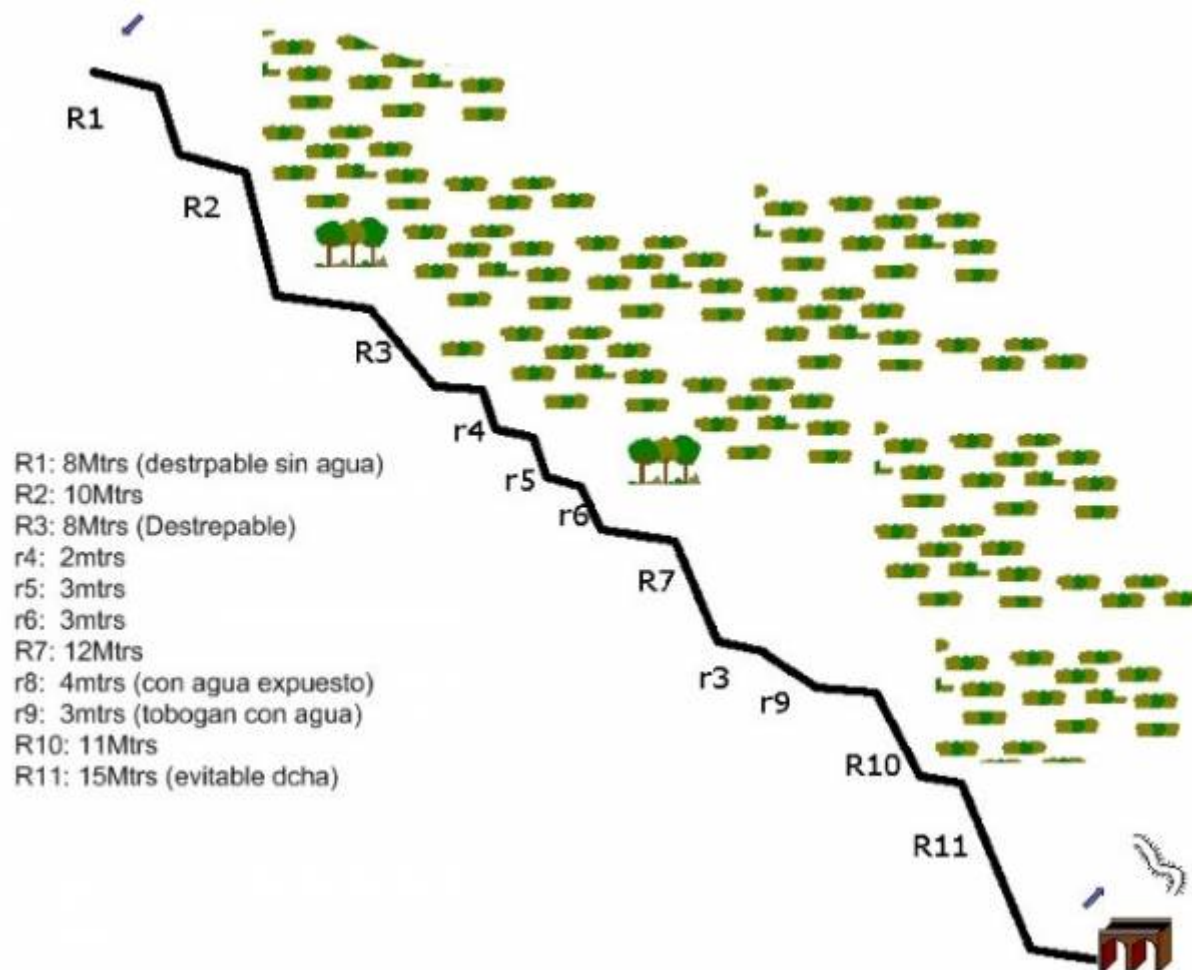 R1
R2
R3
r4
r5
r6
R7
r3
r9
R10
R11
R1: 8Mtrs (destrpable sin agua)
R2: 10Mtrs
R3: 8Mtrs (Destrepable)
r4: 2mtrs
r5: 3mtrs
r6: 3mtrs
R7: 12Mtrs
r8: 4mtrs (con agua expuesto)
r9: 3mtrs (tobogan con agua)
R10: 11Mtrs
R11: 15Mtrs (evitable dcha)